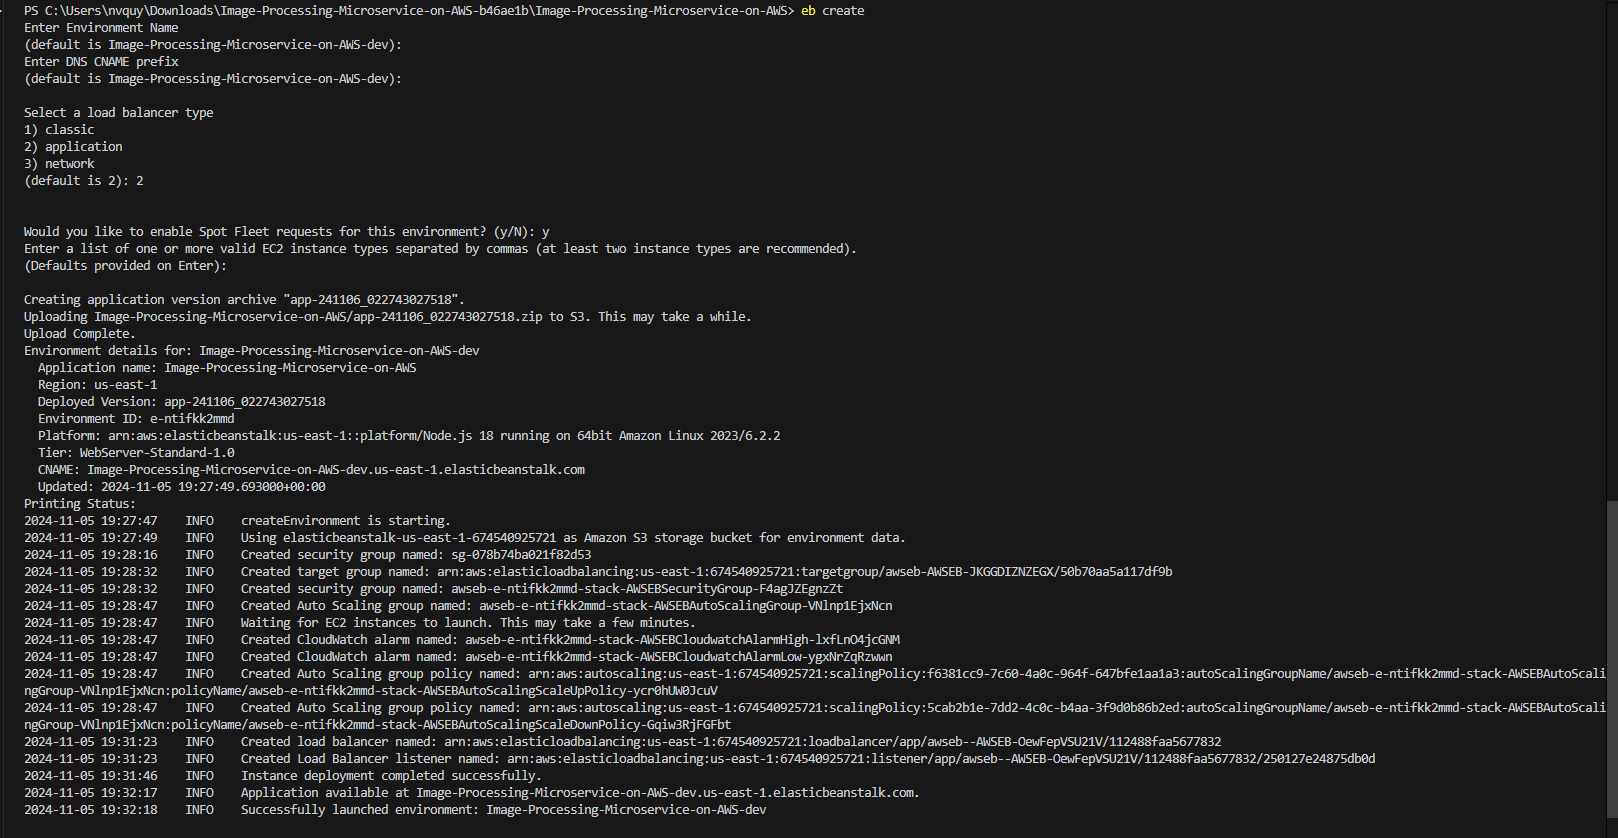 PS C:\Users\nvquy\Downloads\Image-Processing-Microservice-on-AWS-b46ae1b\Image-Processing-Microservice-on-AWS> eb create
Enter Environment Name
(default is Image-Processing-Microservice-on-AWS-dev):
Enter DNS CNAME prefix
(default is Image-Processing-Microservice-on-AWS-dev):
Select a load balancer type
1) classic
2) application
3) network
(default is 2): 2
Would you like to enable Spot Fleet requests for this environment? (y/N): y
Enter a list of one or more valid EC2 instance types separated by commas (at least two instance types are recommended).
(Defaults provided on Enter):
Creating application version archive "app-241106_022743027518".
Uploading Image-Processing-Microservice-on-AWS/app-241106_022743027518.zip to S3. This may take a while.
Upload Complete.
Environment details for: Image-Processing-Microservice-on-AWS-dev
  Application name: Image-Processing-Microservice-on-AWS
  Region: us-east-1
  Deployed Version: app-241106_022743027518
  Environment ID: e-ntifkk2mmd
  Platform: arn:aws:elasticbeanstalk:us-east-1::platform/Node.js 18 running on 64bit Amazon Linux 2023/6.2.2
  Tier: WebServer-Standard-1.0
  CNAME: Image-Processing-Microservice-on-AWS-dev.us-east-1.elasticbeanstalk.com
  Updated: 2024-11-05 19:27:49.693000+00:00
Printing Status:
2024-11-05 19:27:47    INFO    createEnvironment is starting.
2024-11-05 19:27:49    INFO    Using elasticbeanstalk-us-east-1-674540925721 as Amazon S3 storage bucket for environment data.
2024-11-05 19:28:16    INFO    Created security group named: sg-078b74ba021f82d53
2024-11-05 19:28:32    INFO    Created target group named: arn:aws:elasticloadbalancing:us-east-1:674540925721:targetgroup/awseb-AWSEB-JKGGDIZNZEGX/50b70aa5a117df9b
2024-11-05 19:28:32    INFO    Created security group named: awseb-e-ntifkk2mmd-stack-AWSEBSecurityGroup-F4agJZEgnzZt
2024-11-05 19:28:47    INFO    Created Auto Scaling group named: awseb-e-ntifkk2mmd-stack-AWSEBAutoScalingGroup-VNlnp1EjxNcn
2024-11-05 19:28:47    INFO    Waiting for EC2 instances to launch. This may take a few minutes.
2024-11-05 19:28:47    INFO    Created CloudWatch alarm named: awseb-e-ntifkk2mmd-stack-AWSEBCloudwatchAlarmHigh-lxfLnO4jcGNM
2024-11-05 19:28:47    INFO    Created CloudWatch alarm named: awseb-e-ntifkk2mmd-stack-AWSEBCloudwatchAlarmLow-ygxNrZqRzwwn
2024-11-05 19:28:47    INFO    Created Auto Scaling group policy named: arn:aws:autoscaling:us-east-1:674540925721:scalingPolicy:f6381cc9-7c60-4a0c-964f-647bfe1aa1a3:autoScalingGroupName/awseb-e-ntifkk2mmd-stack-AWSEBAutoScali
ngGroup-VNlnp1EjxNcn:policyName/awseb-e-ntifkk2mmd-stack-AWSEBAutoScalingScaleUpPolicy-ycr0hUW0JcuV
2024-11-05 19:28:47    INFO    Created Auto Scaling group policy named: arn:aws:autoscaling:us-east-1:674540925721:scalingPolicy:5cab2b1e-7dd2-4c0c-b4aa-3f9d0b86b2ed:autoScalingGroupName/awseb-e-ntifkk2mmd-stack-AWSEBAutoScali
ngGroup-VNlnp1EjxNcn:policyName/awseb-e-ntifkk2mmd-stack-AWSEBAutoScalingScaleDownPolicy-Gqiw3RjFGFbt
2024-11-05 19:31:23    INFO    Created load balancer named: arn:aws:elasticloadbalancing:us-east-1:674540925721:loadbalancer/app/awseb--AWSEB-OewFepVSU21V/112488faa5677832
2024-11-05 19:31:23    INFO    Created Load Balancer listener named: arn:aws:elasticloadbalancing:us-east-1:674540925721:listener/app/awseb--AWSEB-OewFepVSU21V/112488faa5677832/250127e24875db0d
2024-11-05 19:31:46    INFO    Instance deployment completed successfully.
2024-11-05 19:32:17    INFO    Application available at Image-Processing-Microservice-on-AWS-dev.us-east-1.elasticbeanstalk.com.
2024-11-05 19:32:18    INFO    Successfully launched environment: Image-Processing-Microservice-on-AWS-dev